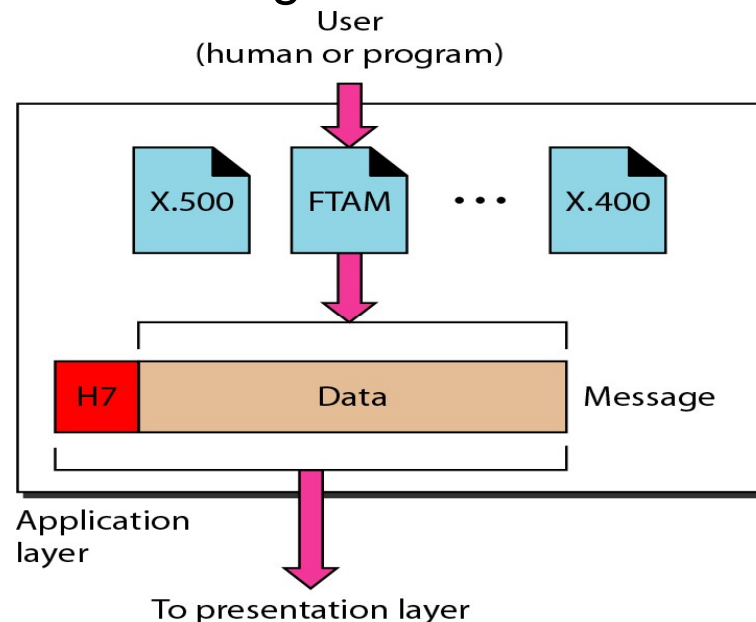 User
(human or program)
X.500 FTAM ... X.400
H7 Data Message
Application
layer
To presentation layer